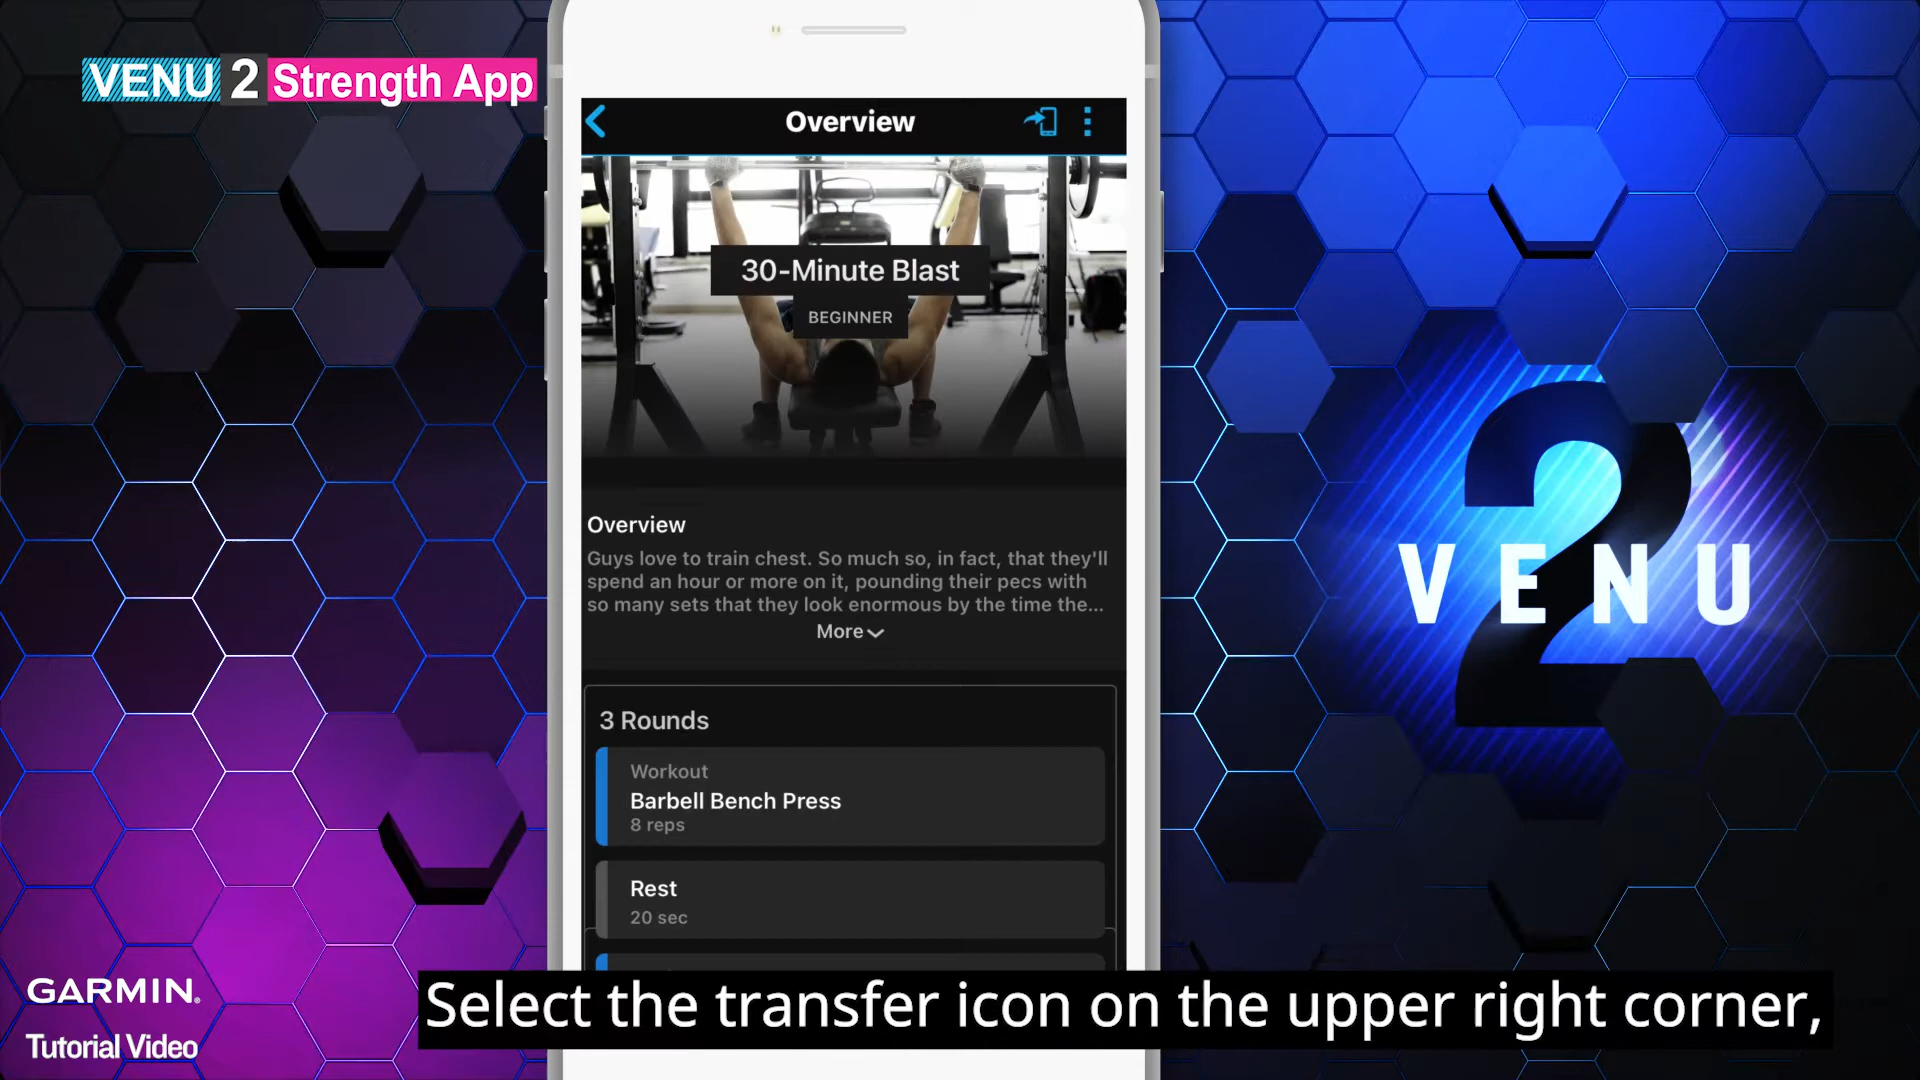 VENU 2 Strength App
Overview
30-Minute Blast
BEGINNER
Overview
Guys love to train chest. So much so, in fact, that they'll
spend an hour or more on it, pounding their pecs with
so many sets that they look enormous by the time the...
More
3 Rounds
Workout
Barbell Bench Press
8 reps
Rest
20 sec
2
VENU
GARMIN.
Tutorial Video
Select the transfer icon on the upper right corner,